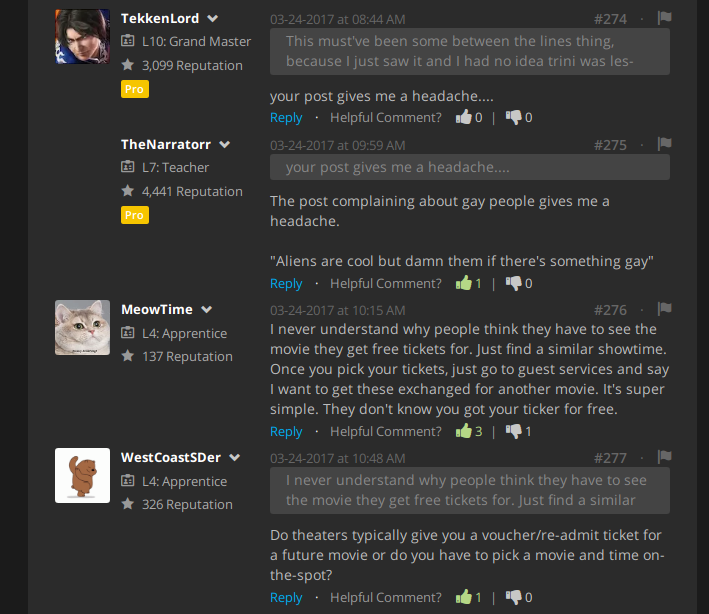 TekkenLord
03-24-2017 at 08:44 AM · #274 ·
L10: Grand Master
3,099 Reputation
Pro
This must've been some between the lines thing,
because I just saw it and I had no idea trini was les-
your post gives me a headache....
Reply · Helpful Comment? 0 | 0
TheNarratorr
03-24-2017 at 09:59 AM #275 ·
L7: Teacher
4,441 Reputation
Pro
your post gives me a headache....
The post complaining about gay people gives me a
headache.
"Aliens are cool but damn them if there's something gay"
Reply · Helpful Comment? 1 | 0
MeowTime
03-24-2017 at 10:15 AM #276 ·
L4: Apprentice
137 Reputation
I never understand why people think they have to see the
movie they get free tickets for. Just find a similar showtime.
Once you pick your tickets, just go to guest services and say
I want to get these exchanged for another movie. It's super
simple. They don't know you got your ticker for free.
Reply · Helpful Comment? 3 | 1
WestCoastSDer
03-24-2017 at 10:48 AM #277 ·
L4: Apprentice
326 Reputation
I never understand why people think they have to see
the movie they get free tickets for. Just find a similar
Do theaters typically give you a voucher/re-admit ticket for
a future movie or do you have to pick a movie and time on-
the-spot?
Reply · Helpful Comment? 1 | 0